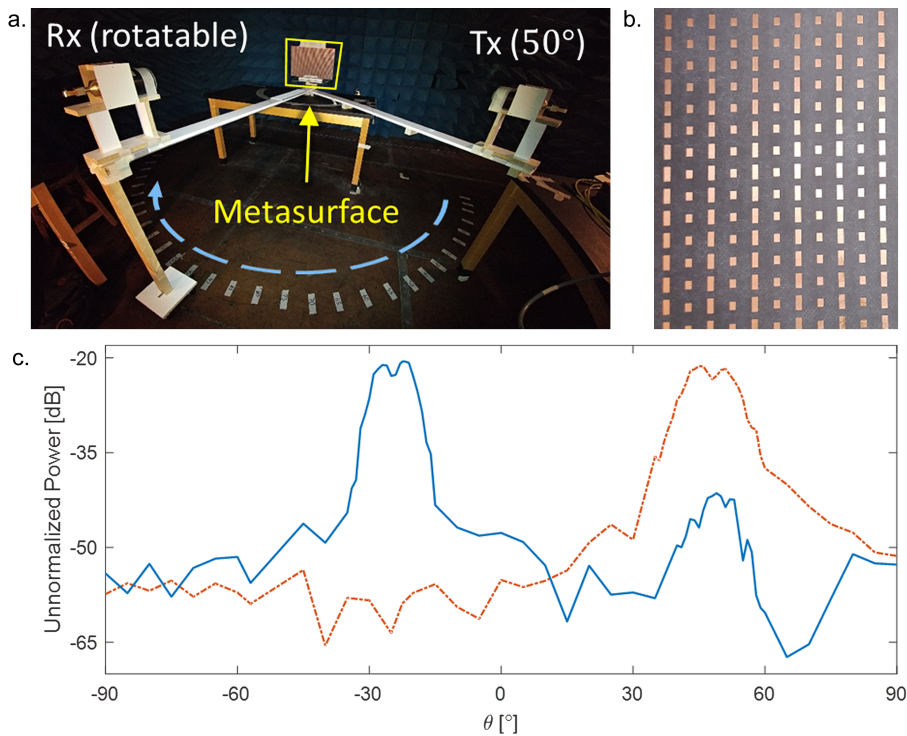 a.
Rx (rotatable)
Tx (50°)
Metasurface
b.
c.
Unnormalized Power [dB]
-20
-35
-50
-65
-90
-60
-30
0
30
60
90
θ [°]